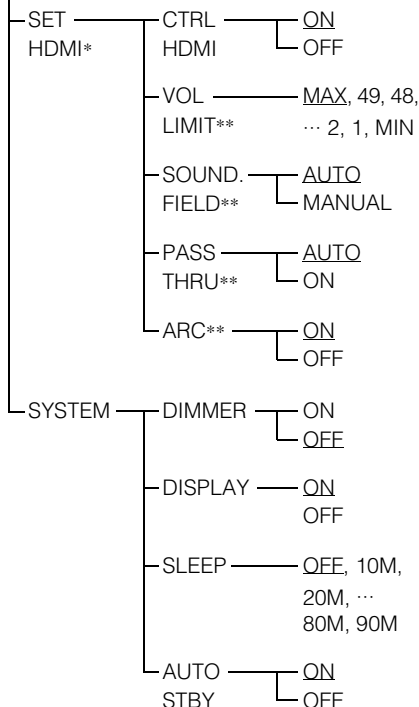 SET HDMI*
CTRL HDMI
ON
OFF
VOL LIMIT**
MAX, 49, 48,
··· 2, 1, MIN
SOUND. FIELD**
AUTO
MANUAL
PASS THRU**
AUTO
ON
ARC**
ON
OFF
SYSTEM
DIMMER
ON
OFF
DISPLAY
ON
OFF
SLEEP
OFF, 10M,
20M, ···
80M, 90M
AUTO STBY
ON
OFF